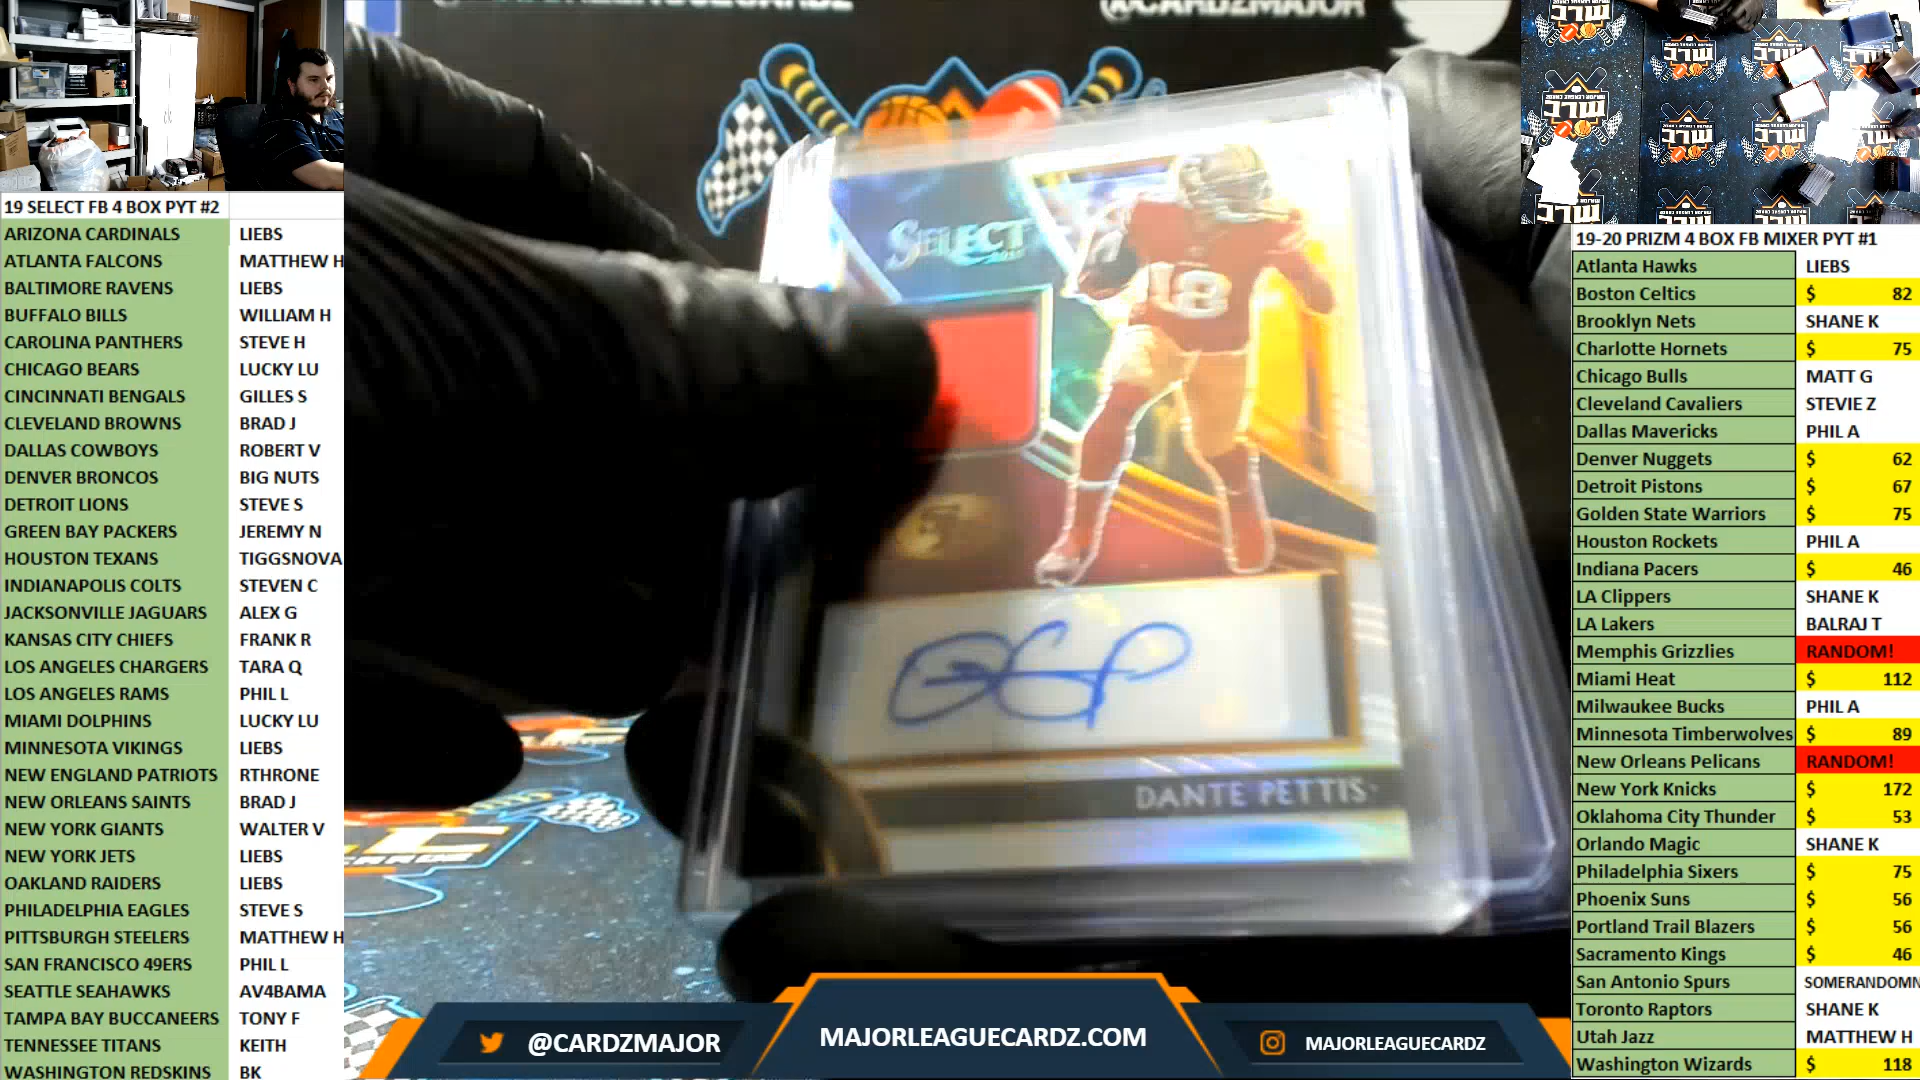 19 SELECT FB 4 BOX PYT #2
ARIZONA CARDINALS LIEBS
ATLANTA FALCONS MATTHEW H
BALTIMORE RAVENS LIEBS
BUFFALO BILLS WILLIAM H
CAROLINA PANTHERS STEVE H
CHICAGO BEARS LUCKY LU
CINCINNATI BENGALS GILLES S
CLEVELAND BROWNS BRAD J
DALLAS COWBOYS ROBERT V
DENVER BRONCOS BIG NUTS
DETROIT LIONS STEVE S
GREEN BAY PACKERS JEREMY N
HOUSTON TEXANS TIGGSNOVA
INDIANAPOLIS COLTS STEVEN C
JACKSONVILLE JAGUARS ALEX G
KANSAS CITY CHIEFS FRANK R
LOS ANGELES CHARGERS TARA Q
LOS ANGELES RAMS PHIL L
MIAMI DOLPHINS LUCKY LU
MINNESOTA VIKINGS LIEBS
NEW ENGLAND PATRIOTS RTHRONE
NEW ORLEANS SAINTS BRAD J
NEW YORK GIANTS WALTER V
NEW YORK JETS LIEBS
OAKLAND RAIDERS LIEBS
PHILADELPHIA EAGLES STEVE S
PITTSBURGH STEELERS MATTHEW H
SAN FRANCISCO 49ERS PHIL L
SEATTLE SEAHAWKS AV4BAMA
TAMPA BAY BUCCANEERS TONY F
TENNESSEE TITANS KEITH
WASHINGTON REDSKINS BK
@CARDZMAJOR
SELECT
18
DANTE PETTIS
@CARDZMAJOR
MAJORLEAGUECARDZ.COM
MAJORLEAGUECARDZ
19-20 PRIZM 4 BOX FB MIXER PYT #1
Atlanta Hawks LIEBS
Boston Celtics $ 82
Brooklyn Nets SHANE K
Charlotte Hornets $ 75
Chicago Bulls MATT G
Cleveland Cavaliers STEVIE Z
Dallas Mavericks PHIL A
Denver Nuggets $ 62
Detroit Pistons $ 67
Golden State Warriors $ 75
Houston Rockets PHIL A
Indiana Pacers $ 46
LA Clippers SHANE K
LA Lakers BALRAJ T
Memphis Grizzlies RANDOM!
Miami Heat $ 112
Milwaukee Bucks PHIL A
Minnesota Timberwolves $ 89
New Orleans Pelicans RANDOM!
New York Knicks $ 172
Oklahoma City Thunder $ 53
Orlando Magic SHANE K
Philadelphia Sixers $ 75
Phoenix Suns $ 56
Portland Trail Blazers $ 56
Sacramento Kings $ 46
San Antonio Spurs SOMERANDOMN
Toronto Raptors SHANE K
Utah Jazz MATTHEW H
Washington Wizards $ 118